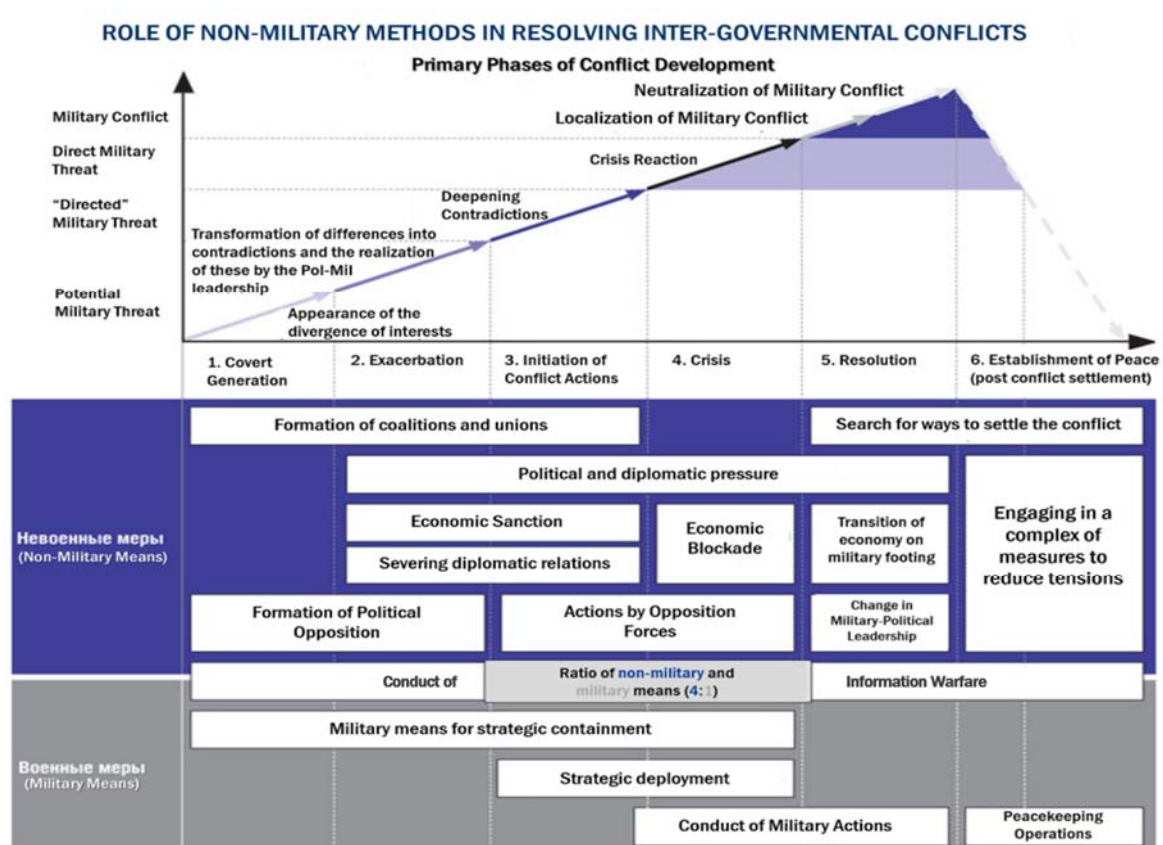 ROLE OF NON-MILITARY METHODS IN RESOLVING INTER-GOVERNMENTAL CONFLICTS
Primary Phases of Conflict Development
Neutralization of Military Conflict
Military Conflict
Localization of Military Conflict
Direct Military
Threat
Crisis Reaction
"Directed"
Military Threat
Deepening
Contradictions
Transformation of differences into
contradictions and the realization
of these by the Pol-Mil
leadership
Potential
Military Threat
Appearance of the
divergence of interests
1. Covert
Generation
2. Exacerbation
3. Initiation of
Conflict Actions
4. Crisis
5. Resolution
6. Establishment of Peace
(post conflict settlement)
Formation of coalitions and unions
Search for ways to settle the conflict
Political and diplomatic pressure
Невоенные меры
(Non-Military Means)
Economic Sanction
Severing diplomatic relations
Economic
Blockade
Transition of
economy on
military footing
Engaging in a
complex of
measures to
reduce tensions
Formation of Political
Opposition
Actions by Opposition
Forces
Change in
Military-Political
Leadership
Conduct of
Ratio of non-military and
military means (4:1)
Information Warfare
Военные меры
(Military Means)
Military means for strategic containment
Strategic deployment
Conduct of Military Actions
Peacekeeping
Operations